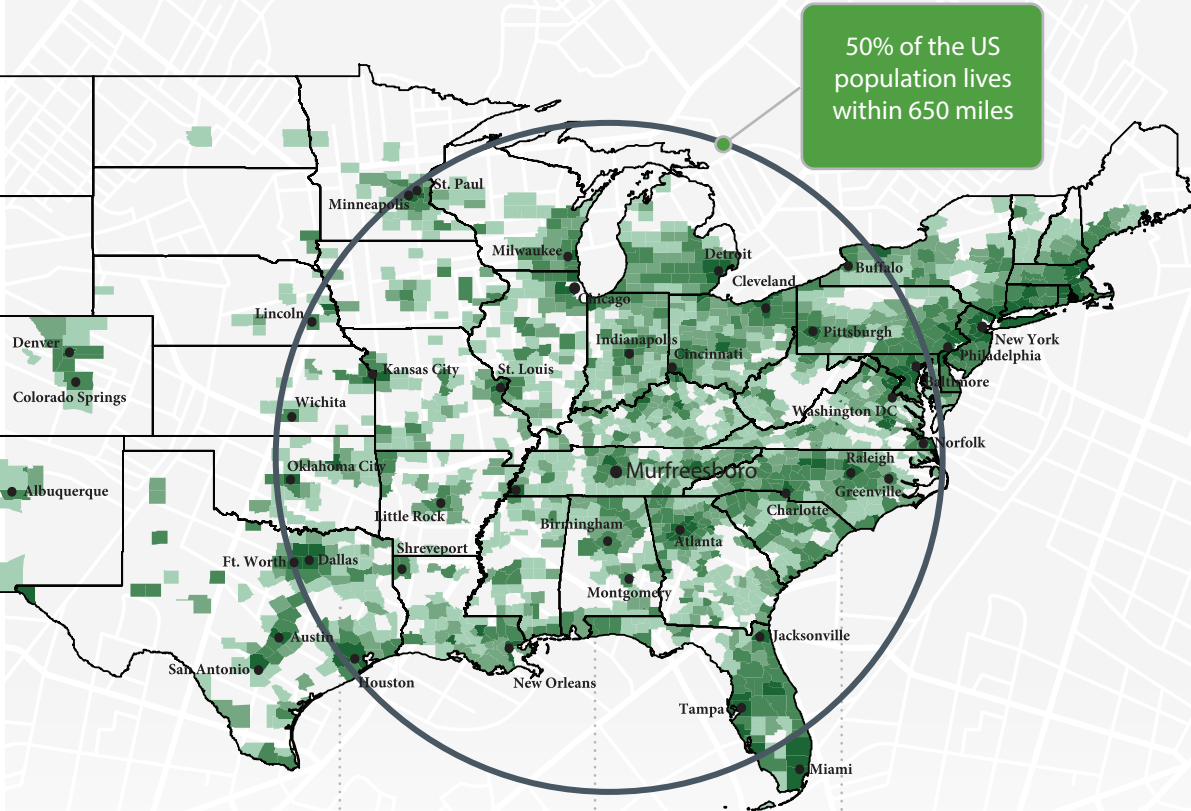 50% of the US
population lives
within 650 miles
St. Paul
Minneapolis
Milwaukee
Detroit
Buffalo
Cleveland
Chicago
Lincoln
Denver
Indianapolis
Pittsburgh
New York
Cincinnati
Philadelphia
Kansas City
St. Louis
Baltimore
Colorado Springs
Wichita
Washington DC
Norfolk
Raleigh
Oklahoma City
Murfreesboro
Albuquerque
Greenville
Little Rock
Charlotte
Birmingham
Atlanta
Shreveport
Ft. Worth
Dallas
Montgomery
Austin
Jacksonville
San Antonio
Houston
New Orleans
Tampa
Miami